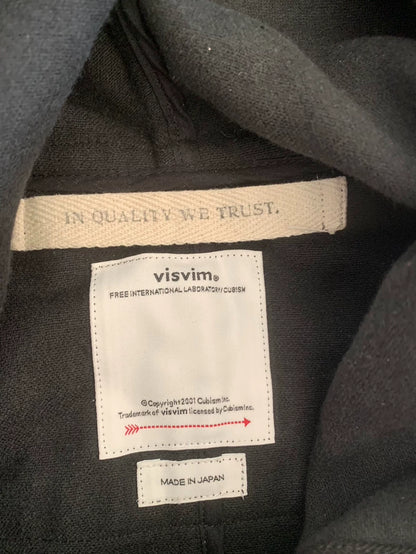 IN QUALITY WE TRUST.
visvim®
FREE INTERNATIONAL LABORATORY/CUBISM
©Copyright 2001 Cubism Inc.
Trademark of visvim licensed by Cubism Inc.
MADE IN JAPAN